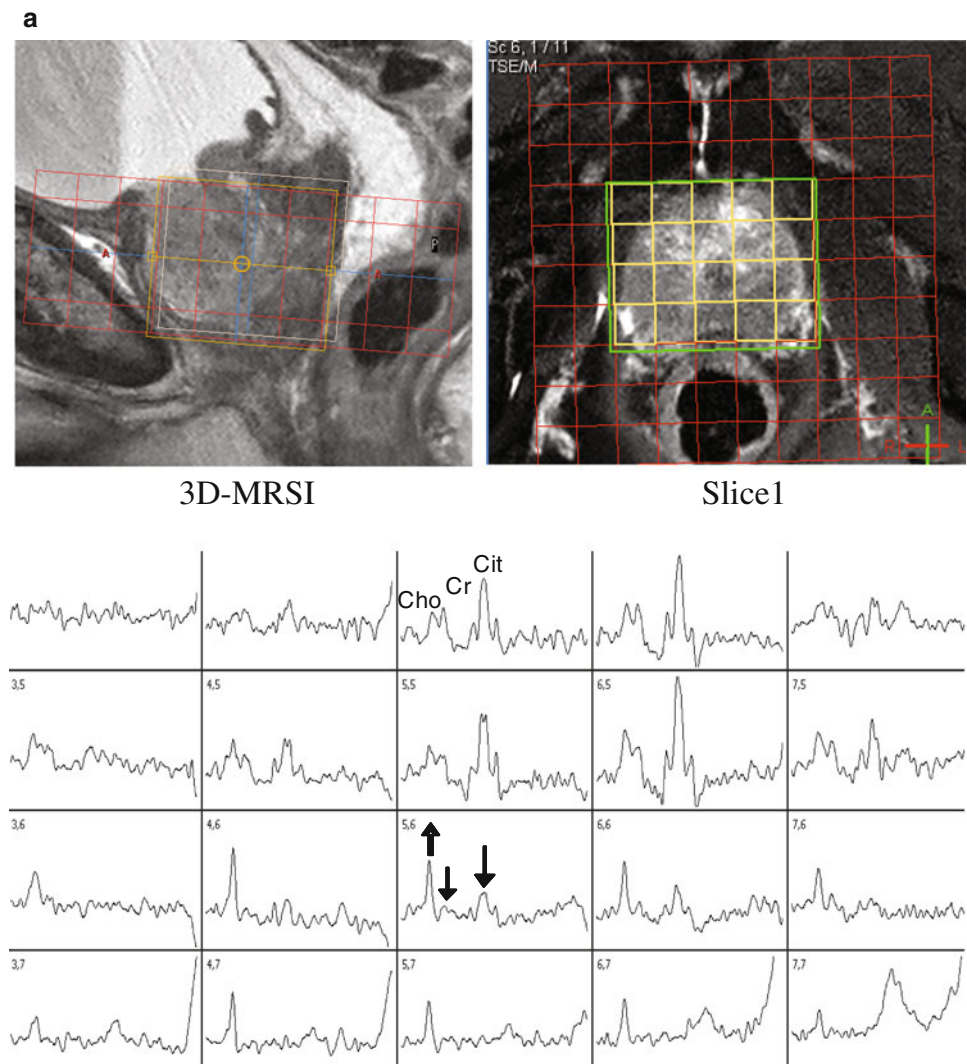 a
Sc 6, 1 / 11
TSE/M
A
A
P
A
R
L
3D-MRSI
Slice1
Cho
Cr
Cit
3,5
4,5
5,5
6,5
7,5
3,6
4,6
5,6
6,6
7,6
3,7
4,7
5,7
6,7
7,7